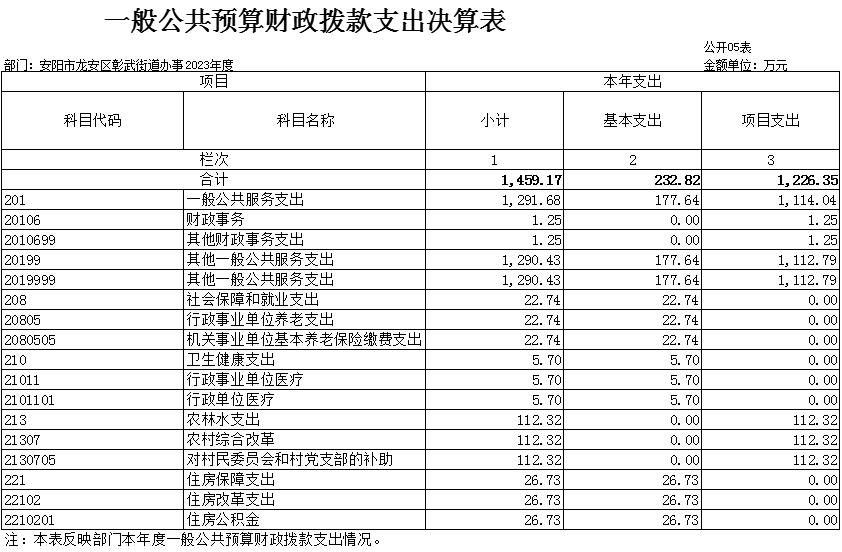 一般公共预算财政拨款支出决算表
公开05表
部门：安阳市龙安区彰武街道办事2023年度 金额单位：万元
项目 本年支出
科目代码 科目名称 小计 基本支出 项目支出
栏次 1 2 3
合计 1,459.17 232.82 1,226.35
201 一般公共服务支出 1,291.68 177.64 1,114.04
20106 财政事务 1.25 0.00 1.25
2010699 其他财政事务支出 1.25 0.00 1.25
20199 其他一般公共服务支出 1,290.43 177.64 1,112.79
2019999 其他一般公共服务支出 1,290.43 177.64 1,112.79
208 社会保障和就业支出 22.74 22.74 0.00
20805 行政事业单位养老支出 22.74 22.74 0.00
2080505 机关事业单位基本养老保险缴费支出 22.74 22.74 0.00
210 卫生健康支出 5.70 5.70 0.00
21011 行政事业单位医疗 5.70 5.70 0.00
2101101 行政单位医疗 5.70 5.70 0.00
213 农林水支出 112.32 0.00 112.32
21307 农村综合改革 112.32 0.00 112.32
2130705 对村民委员会和村党支部的补助 112.32 0.00 112.32
221 住房保障支出 26.73 26.73 0.00
22102 住房改革支出 26.73 26.73 0.00
2210201 住房公积金 26.73 26.73 0.00
注：本表反映部门本年度一般公共预算财政拨款支出情况。